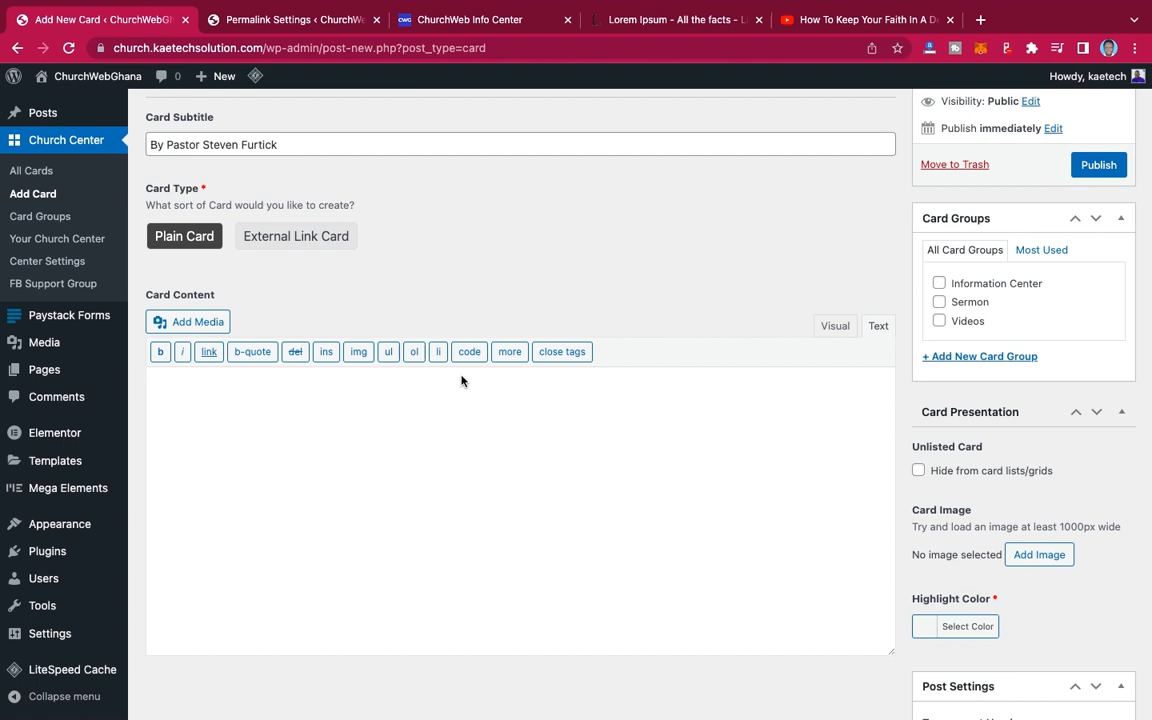 Add New Card ‹ ChurchWebGh
Permalink Settings ‹ ChurchWe
CWG
ChurchWeb Info Center
Lorem Ipsum - All the facts - L
How To Keep Your Faith In A D
church.kaetechsolution.com/wp-admin/post-new.php?post_type=card
ChurchWebGhana
0
New
Howdy, kaetech
Posts
Church Center
All Cards
Add Card
Card Groups
Your Church Center
Center Settings
FB Support Group
Paystack Forms
Media
Pages
Comments
Elementor
Templates
Mega Elements
Appearance
Plugins
Users
Tools
Settings
LiteSpeed Cache
Collapse menu
Card Subtitle
By Pastor Steven Furtick
Card Type *
What sort of Card would you like to create?
Plain Card
External Link Card
Card Content
Add Media
Visual
Text
b
i
link
b-quote
del
ins
img
ul
ol
li
code
more
close tags
Visibility: Public Edit
Publish immediately Edit
Move to Trash
Publish
Card Groups
All Card Groups
Most Used
Information Center
Sermon
Videos
+ Add New Card Group
Card Presentation
Unlisted Card
Hide from card lists/grids
Card Image
Try and load an image at least 1000px wide
No image selected
Add Image
Highlight Color *
Select Color
Post Settings